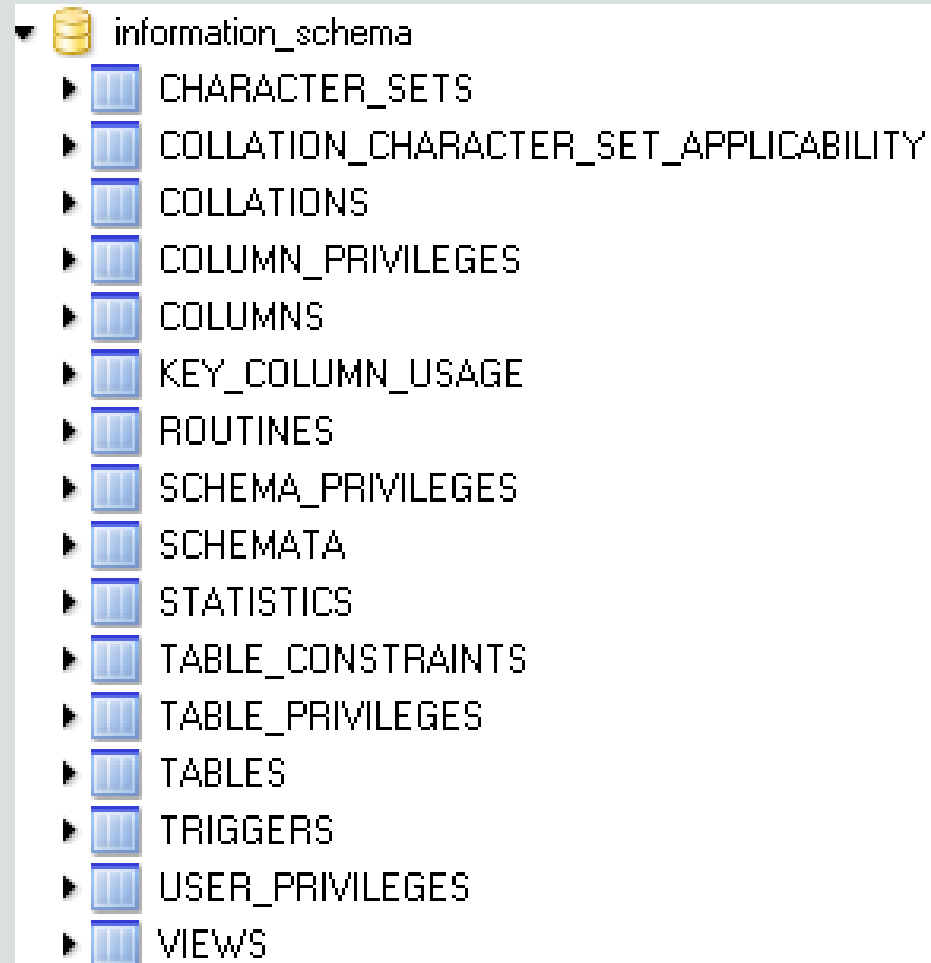 information_schema
CHARACTER_SETS
COLLATION_CHARACTER_SET_APPLICABILITY
COLLATIONS
COLUMN_PRIVILEGES
COLUMNS
KEY_COLUMN_USAGE
ROUTINES
SCHEMA_PRIVILEGES
SCHEMATA
STATISTICS
TABLE_CONSTRAINTS
TABLE_PRIVILEGES
TABLES
TRIGGERS
USER_PRIVILEGES
VIEWS